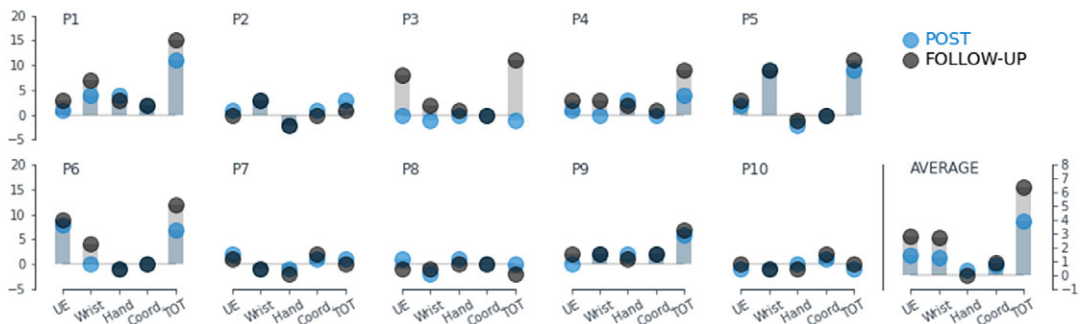 20 P1 P2 P3 P4 P5
15 POST
10 FOLLOW-UP
5
0
−5
20 P6 P7 P8 P9 P10 AVERAGE 8
15 7
10 6
5 5
0 4
−5 3
2
1
0
−1
UE Wrist Hand Coord TOT UE Wrist Hand Coord TOT UE Wrist Hand Coord TOT UE Wrist Hand Coord TOT UE Wrist Hand Coord TOT UE Wrist Hand Coord TOT